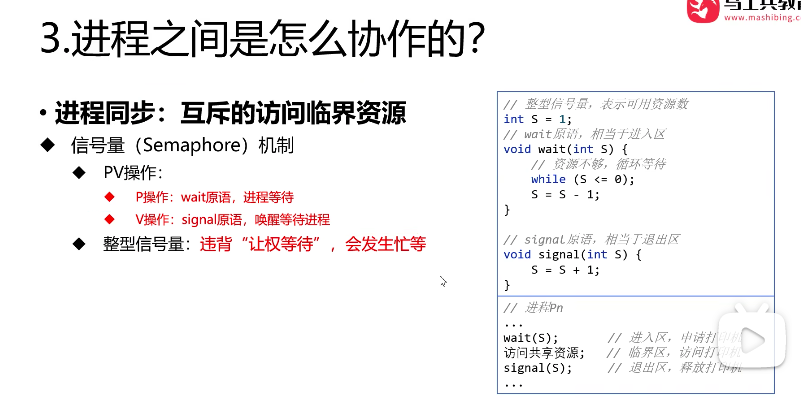 www.mashibing.c
3.进程之间是怎么协作的?
• 进程同步：互斥的访问临界资源
◆ 信号量（Semaphore）机制
◆ PV操作：
◆ P操作：wait原语，进程等待
◆ V操作：signal原语，唤醒等待进程
◆ 整型信号量：违背“让权等待”，会发生忙等
// 整型信号量，表示可用资源数
int S = 1;
// wait原语，相当于进入区
void wait(int S) {
// 资源不够，循环等待
while (S <= 0);
S = S - 1;
}
// signal原语，相当于退出区
void signal(int S) {
S = S + 1;
}
// 进程Pn
...
wait(S); // 进入区，申请打印机
访问共享资源; // 临界区，访问打印机
signal(S); // 退出区，释放打印机
...